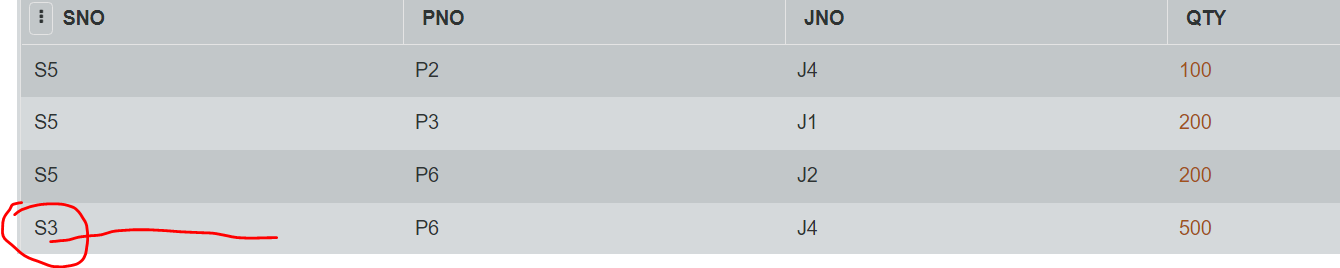 SNO PNO JNO QTY
S5 P2 J4 100
S5 P3 J1 200
S5 P6 J2 200
S3 P6 J4 500